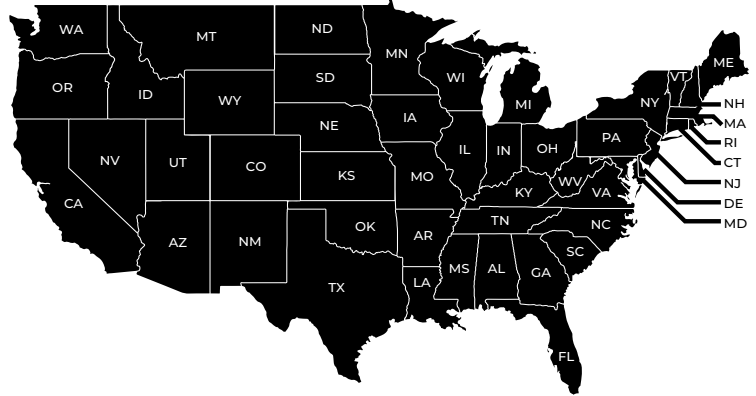 WA
MT
ND
MN
OR
ID
WY
SD
WI
MI
NY
VT
ME
NH
MA
RI
CT
NJ
DE
MD
NV
UT
CO
NE
IA
IL
IN
OH
PA
CA
KS
MO
KY
WV
VA
AZ
NM
OK
AR
TN
NC
SC
TX
LA
MS
AL
GA
FL